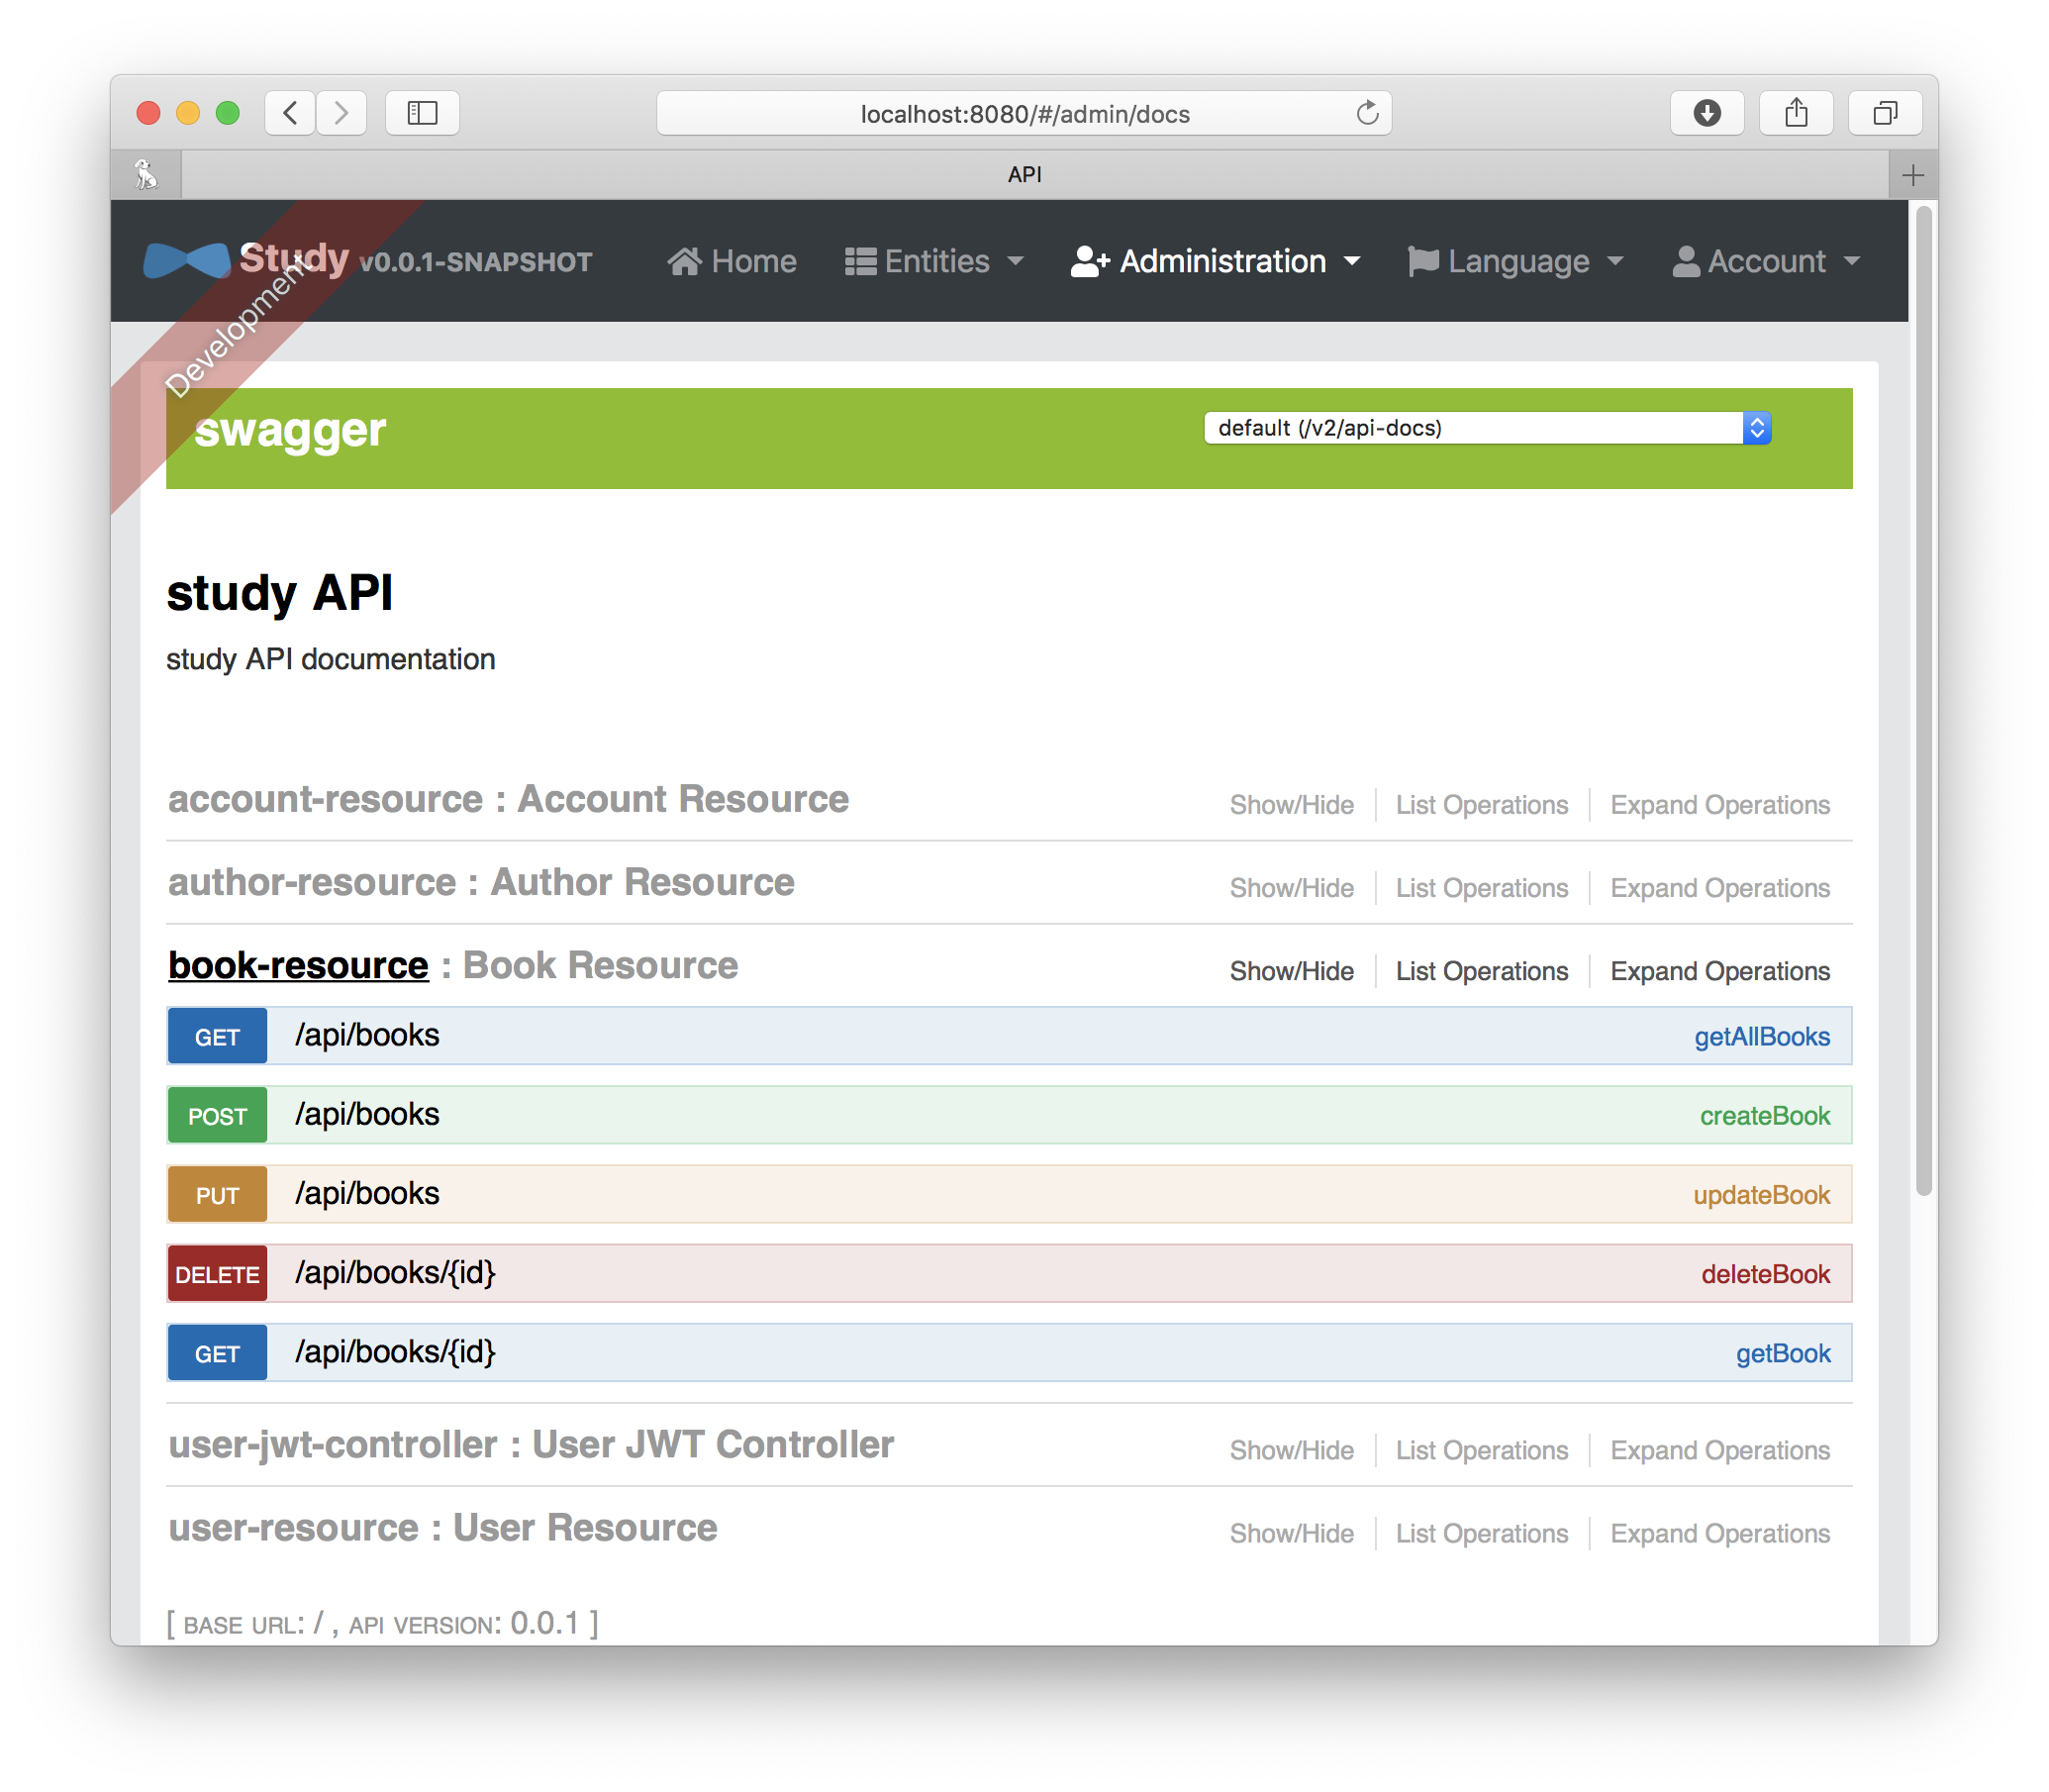 localhost:8080/#/admin/docs
API
Study v0.0.1-SNAPSHOT Home Entities Administration Language Account
Development
swagger default (/v2/api-docs)
study API
study API documentation
account-resource : Account Resource Show/Hide List Operations Expand Operations
author-resource : Author Resource Show/Hide List Operations Expand Operations
book-resource : Book Resource Show/Hide List Operations Expand Operations
GET /api/books getAllBooks
POST /api/books createBook
PUT /api/books updateBook
DELETE /api/books/{id} deleteBook
GET /api/books/{id} getBook
user-jwt-controller : User JWT Controller Show/Hide List Operations Expand Operations
user-resource : User Resource Show/Hide List Operations Expand Operations
[ BASE URL: / , API VERSION: 0.0.1 ]